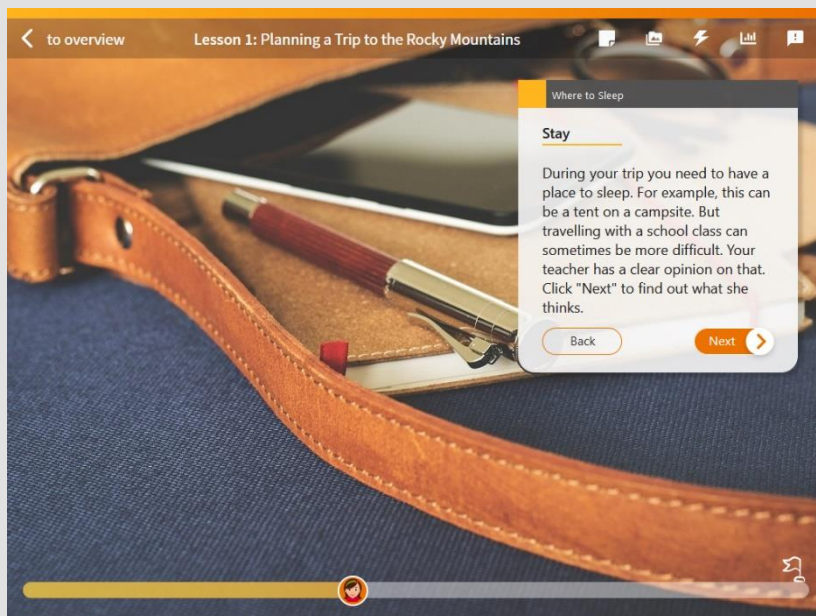 to overview
Lesson 1: Planning a Trip to the Rocky Mountains
Where to Sleep
Stay
During your trip you need to have a
place to sleep. For example, this can
be a tent on a campsite. But
travelling with a school class can
sometimes be more difficult. Your
teacher has a clear opinion on that.
Click "Next" to find out what she
thinks.
Back
Next